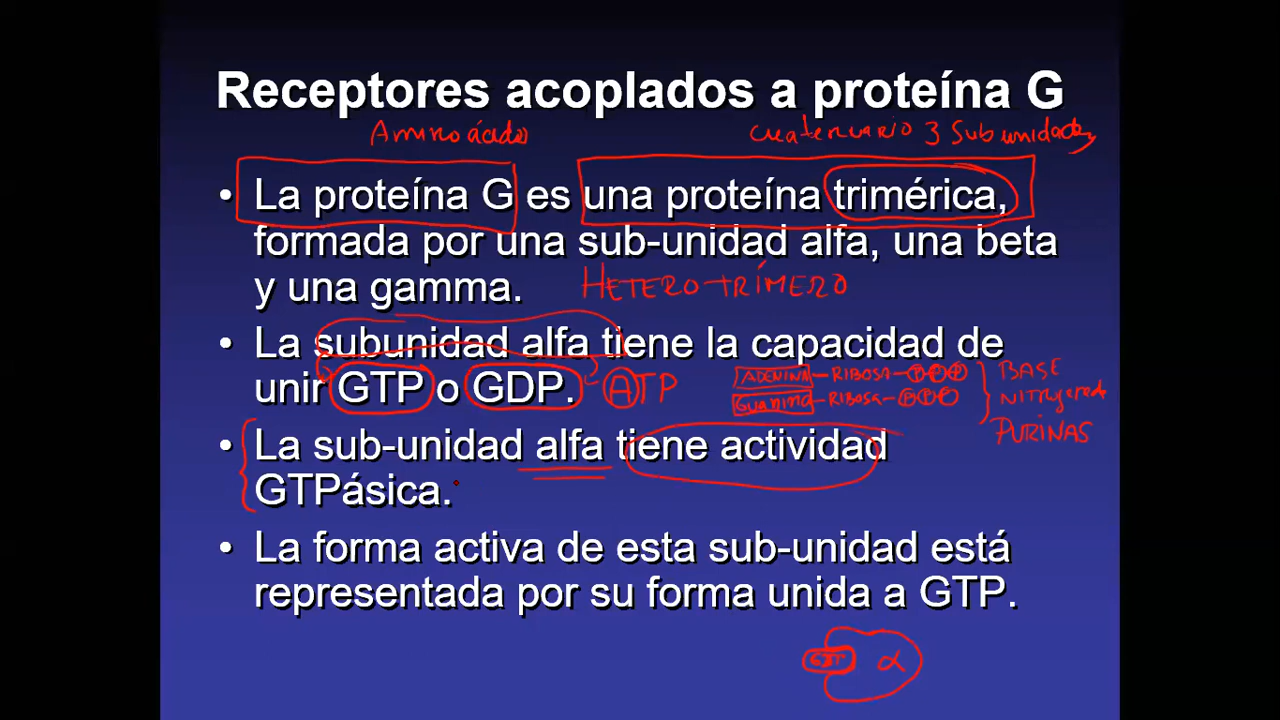 Receptores acoplados a proteína G
Aminoácidos
Cuaternario 3 Subunidades
• La proteína G es una proteína trimérica,
formada por una sub-unidad alfa, una beta
y una gamma.
HETERO-TRÍMERO
• La subunidad alfa tiene la capacidad de
unir GTP o GDP.
ATP
ADENINA-RIBOSA-PPP
Guanina-RIBOSA-PPP
BASE
NITrogenada
PURINAS
• La sub-unidad alfa tiene actividad
GTPásica.
• La forma activa de esta sub-unidad está
representada por su forma unida a GTP.
α